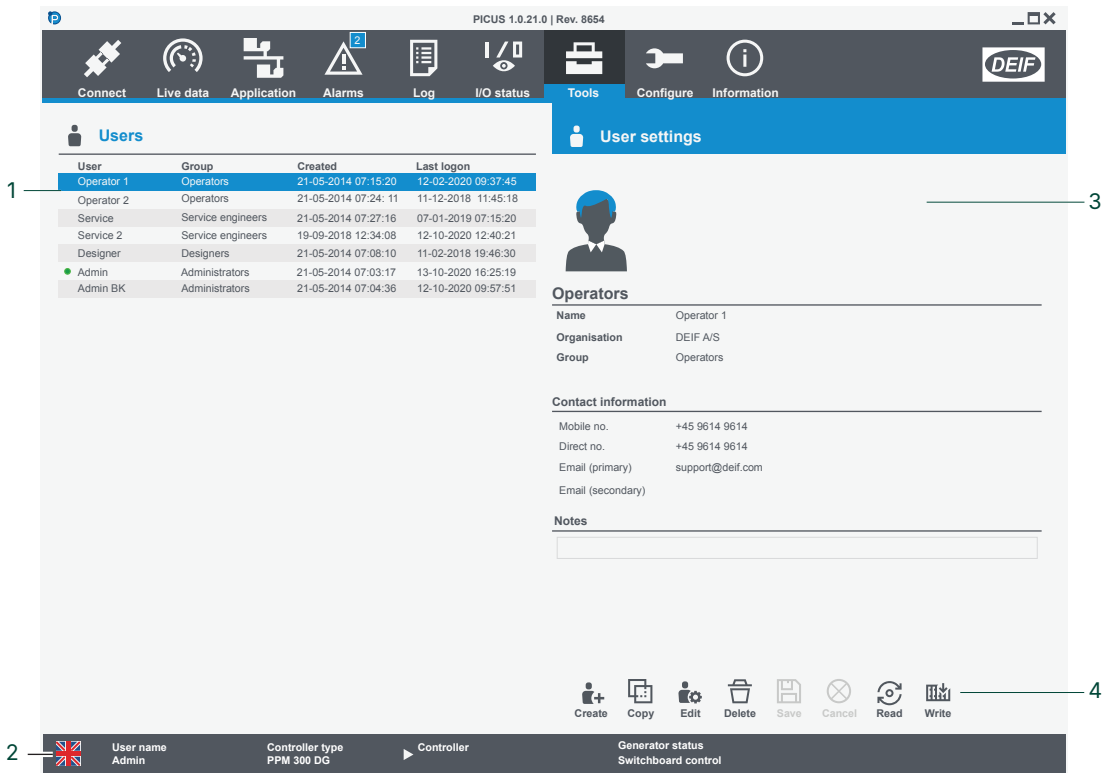 PICUS 1.0.21.0 | Rev. 8654
2
Connect Live data Application Alarms Log I/O status Tools Configure Information
DEIF
Users
User settings
User Group Created Last logon
Operator 1 Operators 21-05-2014 07:15:20 12-02-2020 09:37:45
Operator 2 Operators 21-05-2014 07:24: 11 11-12-2018 11:45:18
Service Service engineers 21-05-2014 07:27:16 07-01-2019 07:15:20
Service 2 Service engineers 19-09-2018 12:34:08 12-10-2020 12:40:21
Designer Designers 21-05-2014 07:08:10 11-02-2018 19:46:30
Admin Administrators 21-05-2014 07:03:17 13-10-2020 16:25:19
Admin BK Administrators 21-05-2014 07:04:36 12-10-2020 09:57:51
1
3
Operators
Name Operator 1
Organisation DEIF A/S
Group Operators
Contact information
Mobile no. +45 9614 9614
Direct no. +45 9614 9614
Email (primary) support@deif.com
Email (secondary)
Notes
Create Copy Edit Delete Save Cancel Read Write
4
2
User name Controller type Controller Generator status
Admin PPM 300 DG Switchboard control